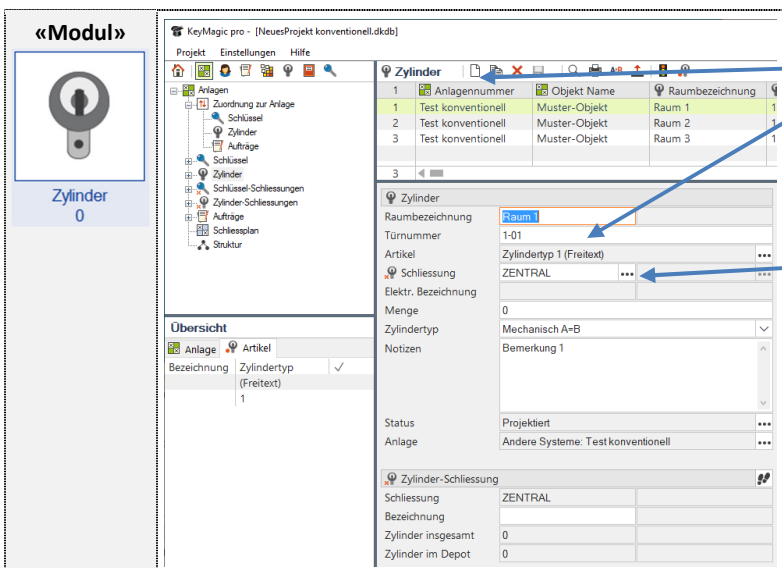 «Modul»
Zylinder
0
KeyMagic pro - [NeuesProjekt konventionell.dkdb]
Projekt Einstellungen Hilfe
Anlagen
Zuordnung zur Anlage
Schlüssel
Zylinder
Aufträge
Schlüssel
Zylinder
Schlüssel-Schliessungen
Zylinder-Schliessungen
Aufträge
Schliessplan
Struktur
Übersicht
Anlage Artikel
Bezeichnung Zylindertyp
(Freitext)
1
Zylinder
1 Anlagennummer Objekt Name Raumbezeichnung
1 Test konventionell Muster-Objekt Raum 1 1
2 Test konventionell Muster-Objekt Raum 2 1
3 Test konventionell Muster-Objekt Raum 3 1
3
Zylinder
Raumbezeichnung Raum 1
Türnummer 1-01
Artikel Zylindertyp 1 (Freitext)
Schliessung ZENTRAL
Elektr. Bezeichnung
Menge 0
Zylindertyp Mechanisch A=B
Notizen Bemerkung 1
Status Projektiert
Anlage Andere Systeme: Test konventionell
Zylinder-Schliessung
Schliessung ZENTRAL
Bezeichnung
Zylinder insgesamt 0
Zylinder im Depot 0